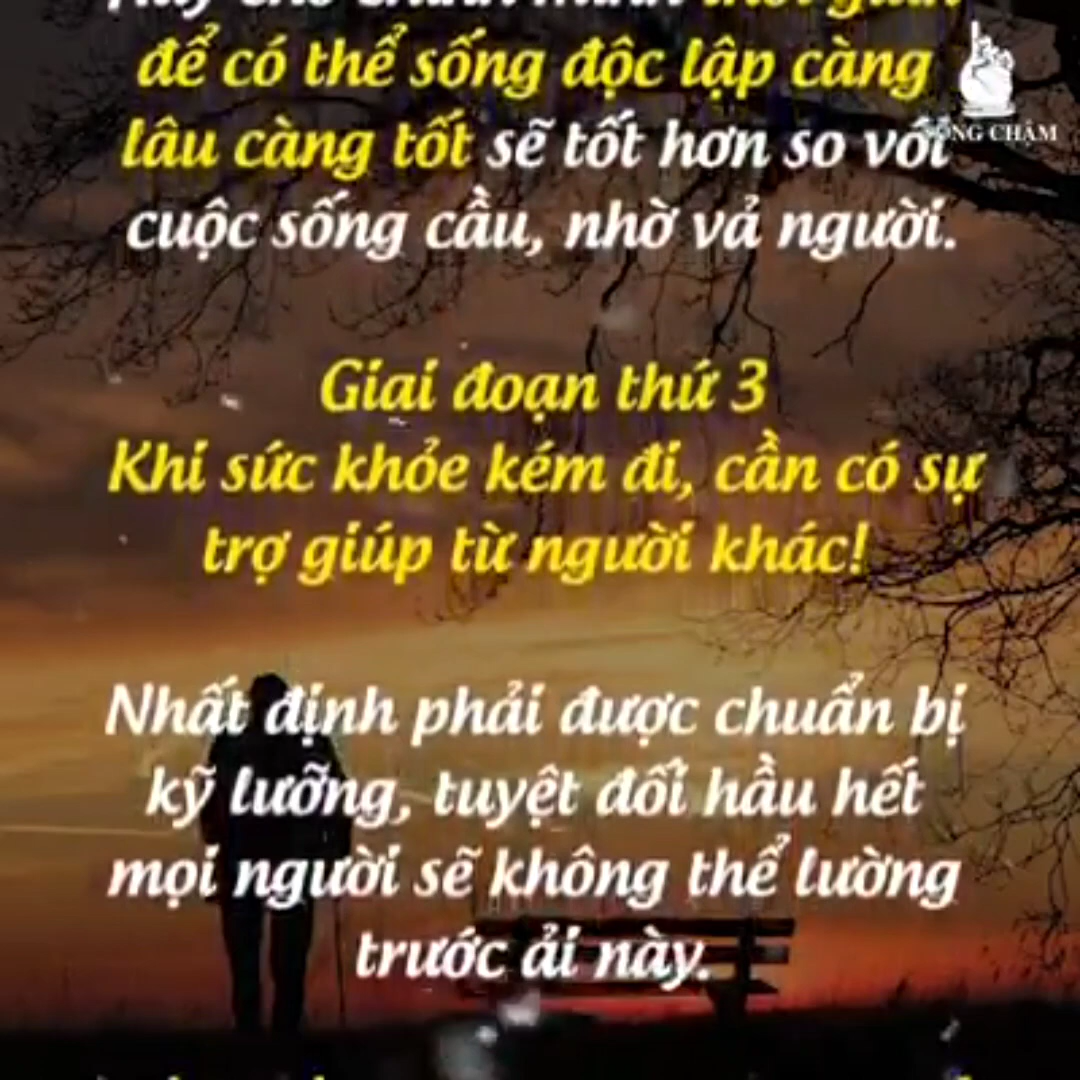 để có thể sống độc lập càng
lâu càng tốt sẽ tốt hơn so với
cuộc sống cầu, nhờ vả người.
Giai đoạn thứ 3
Khi sức khỏe kém đi, cần có sự
trợ giúp từ người khác!
Nhất định phải được chuẩn bị
kỹ lưỡng, tuyệt đối hầu hết
mọi người sẽ không thể lường
trước ải này.
CHẬM